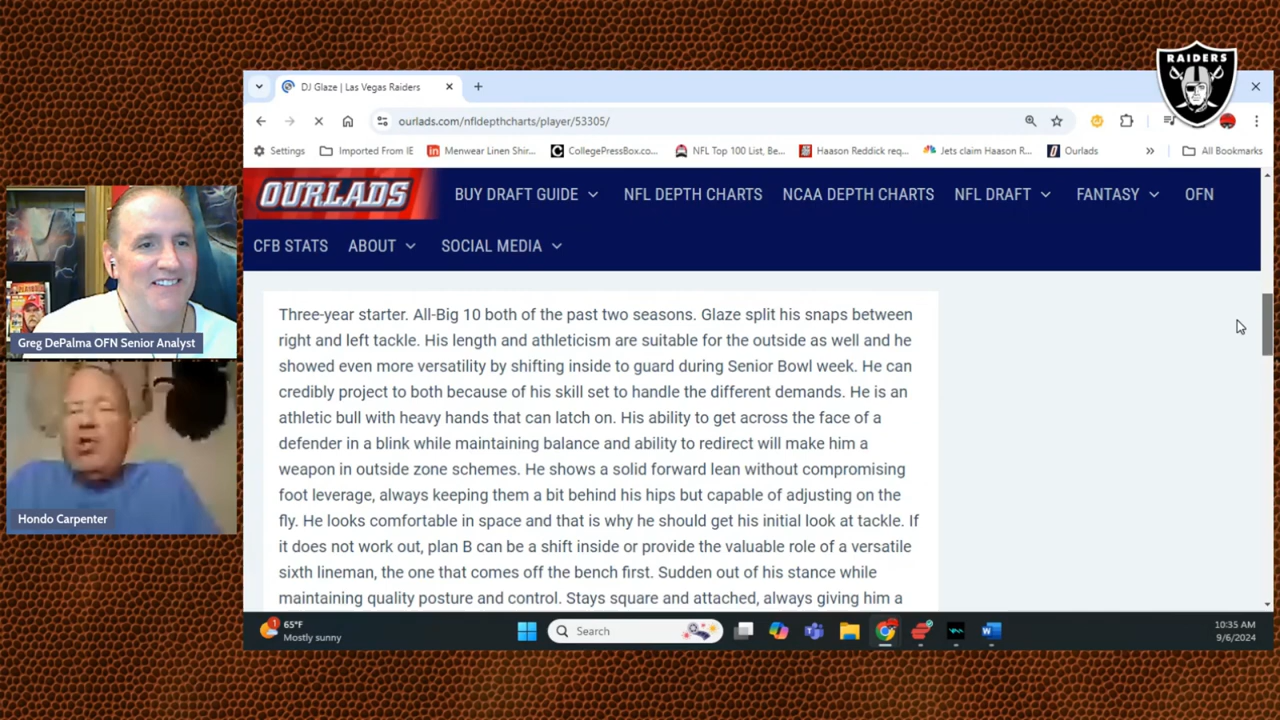 RAIDERS
DJ Glaze | Las Vegas Raiders
ourlads.com/nfldepthcharts/player/53305/
Settings
Imported From IE
Menwear Linen Shir...
CollegePressBox.co...
NFL Top 100 List, Be...
Haason Reddick req...
Jets claim Haason R...
Ourlads
All Bookmarks
OURLADS
BUY DRAFT GUIDE
NFL DEPTH CHARTS
NCAA DEPTH CHARTS
NFL DRAFT
FANTASY
OFN
CFB STATS
ABOUT
SOCIAL MEDIA
Three-year starter. All-Big 10 both of the past two seasons. Glaze split his snaps between
right and left tackle. His length and athleticism are suitable for the outside as well and he
showed even more versatility by shifting inside to guard during Senior Bowl week. He can
credibly project to both because of his skill set to handle the different demands. He is an
athletic bull with heavy hands that can latch on. His ability to get across the face of a
defender in a blink while maintaining balance and ability to redirect will make him a
weapon in outside zone schemes. He shows a solid forward lean without compromising
foot leverage, always keeping them a bit behind his hips but capable of adjusting on the
fly. He looks comfortable in space and that is why he should get his initial look at tackle. If
it does not work out, plan B can be a shift inside or provide the valuable role of a versatile
sixth lineman, the one that comes off the bench first. Sudden out of his stance while
maintaining quality posture and control. Stays square and attached, always giving him a
Greg DePalma OFN Senior Analyst
Hondo Carpenter
1
65°F
Mostly sunny
Search
10:35 AM
9/6/2024